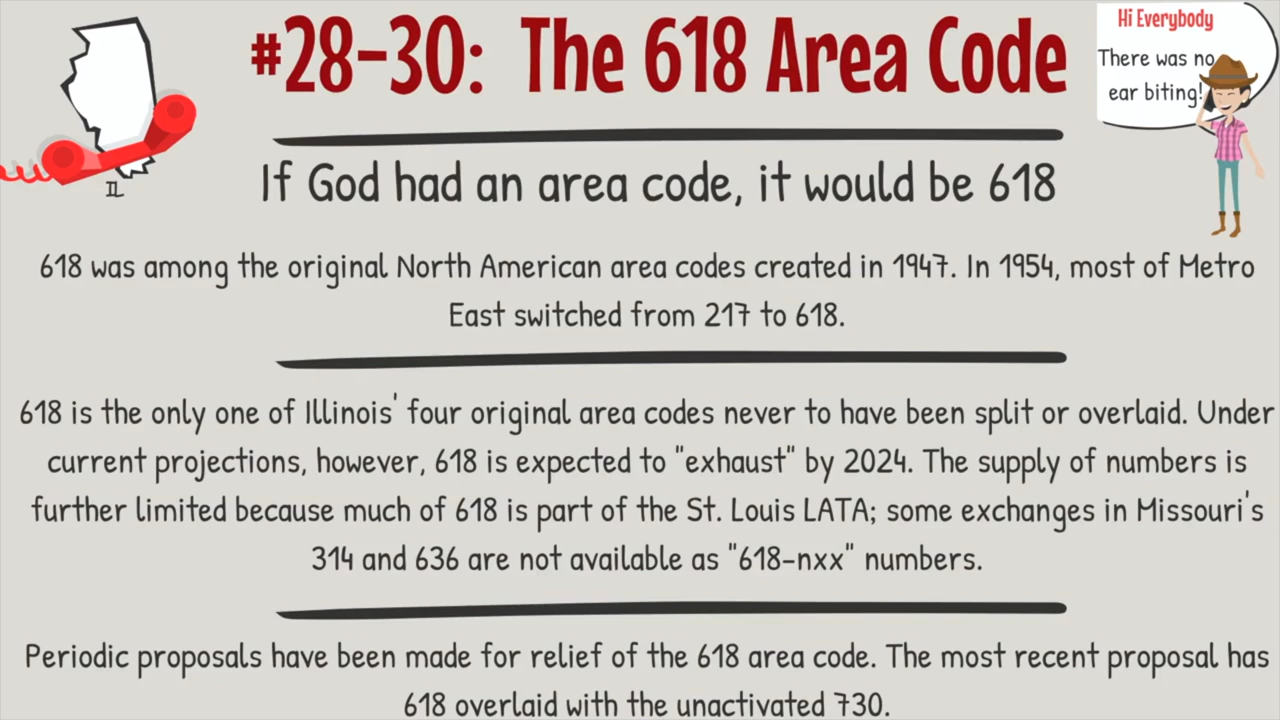 #28-30: The 618 Area Code
Hi Everybody
There was no
ear biting!
IL
If God had an area code, it would be 618
618 was among the original North American area codes created in 1947. In 1954, most of Metro
East switched from 217 to 618.
618 is the only one of Illinois' four original area codes never to have been split or overlaid. Under
current projections, however, 618 is expected to "exhaust" by 2024. The supply of numbers is
further limited because much of 618 is part of the St. Louis LATA; some exchanges in Missouri's
314 and 636 are not available as "618-nxx" numbers.
Periodic proposals have been made for relief of the 618 area code. The most recent proposal has
618 overlaid with the unactivated 730.